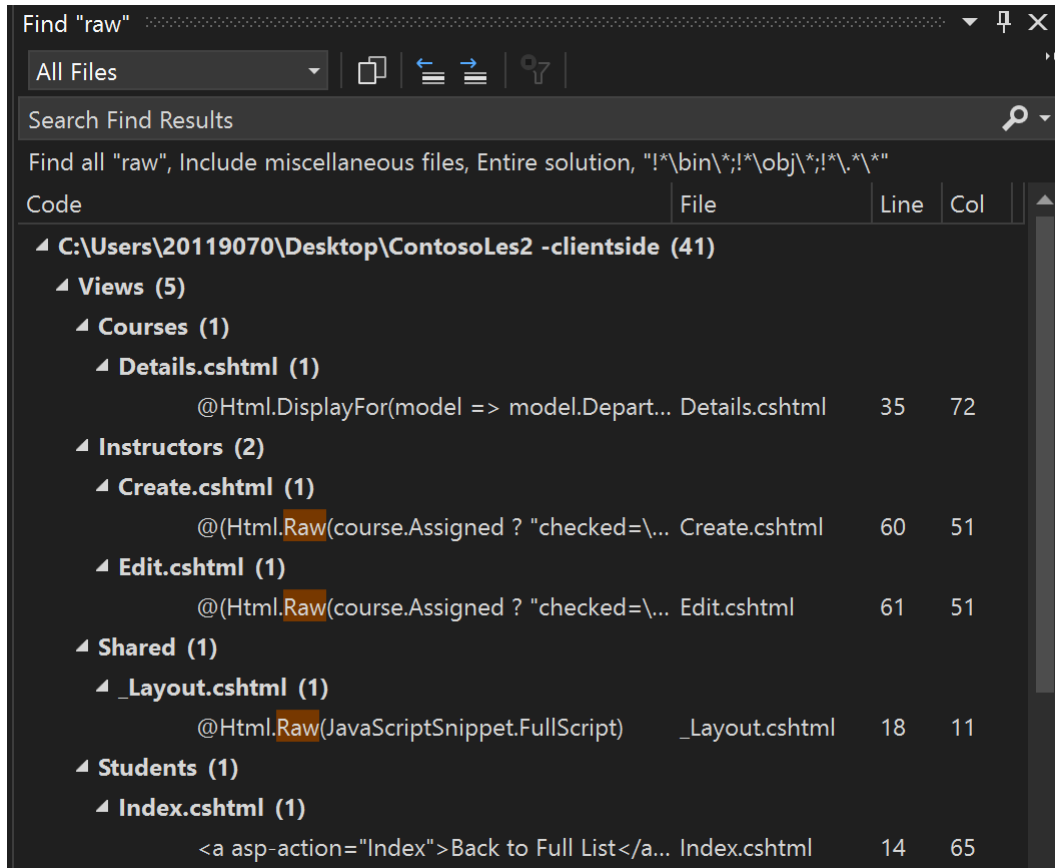 Find "raw"
All Files
Search Find Results
Find all "raw", Include miscellaneous files, Entire solution, "!*\bin\*;!*\obj\*;!*\.*\*"
Code File Line Col
C:\Users\20119070\Desktop\ContosoLes2 -clientside (41)
Views (5)
Courses (1)
Details.cshtml (1)
@Html.DisplayFor(model => model.Depart... Details.cshtml 35 72
Instructors (2)
Create.cshtml (1)
@(Html.Raw(course.Assigned ? "checked=\... Create.cshtml 60 51
Edit.cshtml (1)
@(Html.Raw(course.Assigned ? "checked=\... Edit.cshtml 61 51
Shared (1)
_Layout.cshtml (1)
@Html.Raw(JavaScriptSnippet.FullScript) _Layout.cshtml 18 11
Students (1)
Index.cshtml (1)
<a asp-action="Index">Back to Full List</a... Index.cshtml 14 65